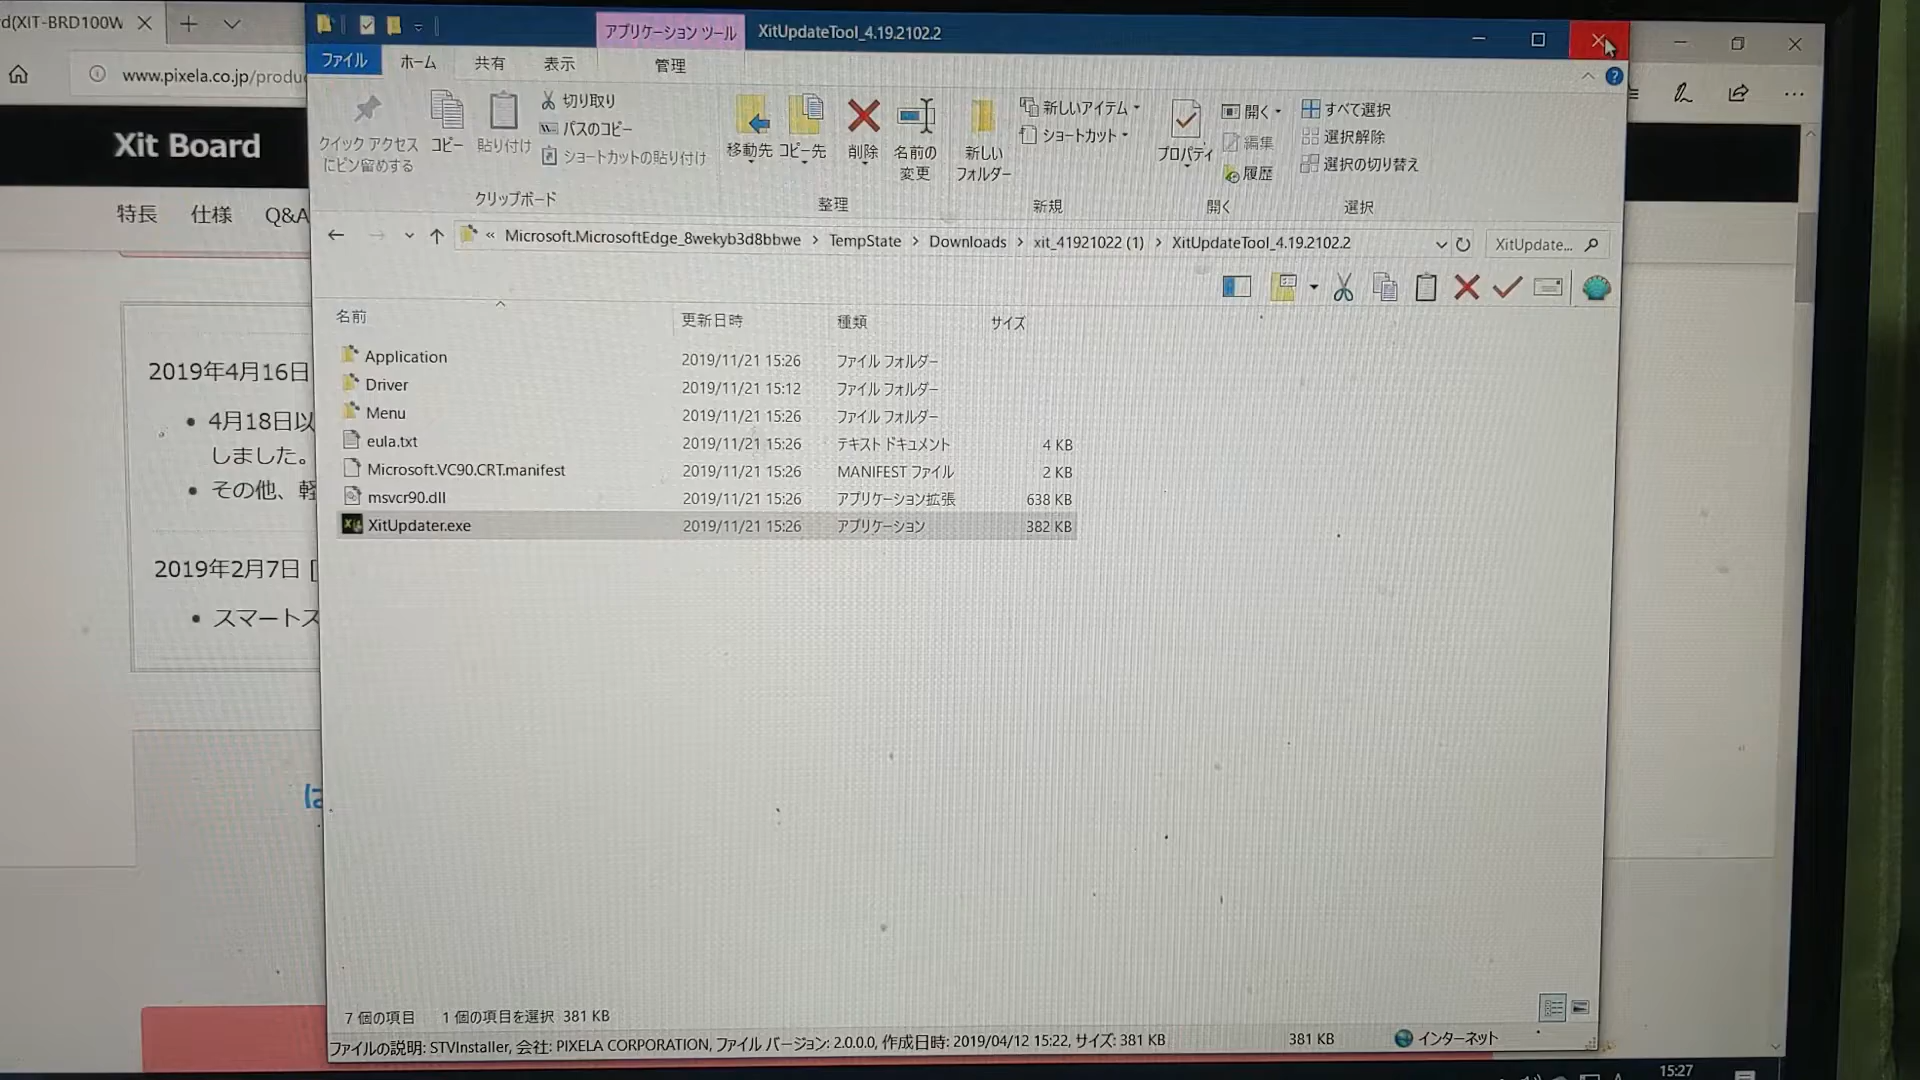 d(XIT-BRD100W
www.pixela.co.jp/produ
Xit Board
特長 仕様 Q&A
2019年4月16日
4月18日以
しました。
その他、軽
2019年2月7日 [
スマートス
は
アプリケーション ツール XitUpdateTool_4.19.2102.2
ファイル ホーム 共有 表示 管理
クイック アクセス
にピン留めする
コピー
貼り付け
切り取り
パスのコピー
ショートカットの貼り付け
クリップボード
移動先 コピー先 削除 名前の
変更
整理
新しい
フォルダー
新しいアイテム
ショートカット
新規
プロパティ
開く
編集
履歴
開く
すべて選択
選択解除
選択の切り替え
選択
« Microsoft.MicrosoftEdge_8wekyb3d8bbwe > TempState > Downloads > xit_41921022 (1) > XitUpdateTool_4.19.2102.2
XitUpdate...
名前 更新日時 種類 サイズ
Application 2019/11/21 15:26 ファイル フォルダー
Driver 2019/11/21 15:12 ファイル フォルダー
Menu 2019/11/21 15:26 ファイル フォルダー
eula.txt 2019/11/21 15:26 テキスト ドキュメント 4 KB
Microsoft.VC90.CRT.manifest 2019/11/21 15:26 MANIFEST ファイル 2 KB
msvcr90.dll 2019/11/21 15:26 アプリケーション拡張 638 KB
XitUpdater.exe 2019/11/21 15:26 アプリケーション 382 KB
7 個の項目 1 個の項目を選択 381 KB
ファイルの説明: STVInstaller, 会社: PIXELA CORPORATION, ファイル バージョン: 2.0.0.0, 作成日時: 2019/04/12 15:22, サイズ: 381 KB
381 KB
インターネット
15:27